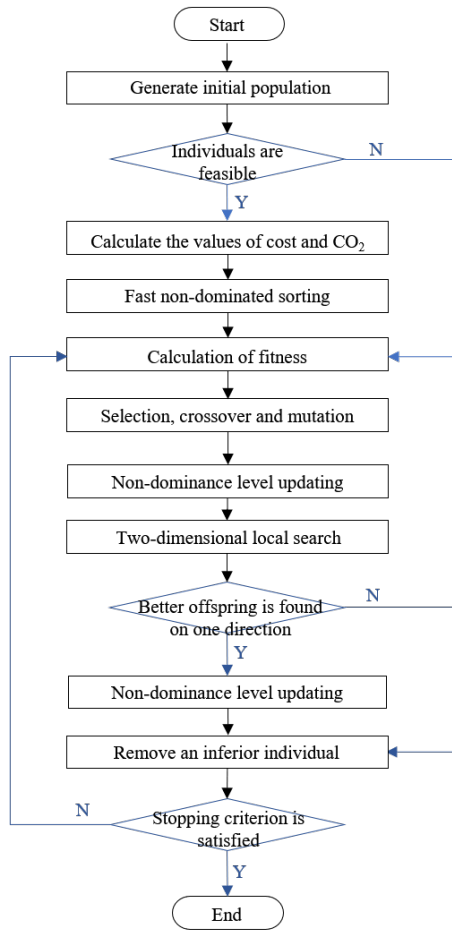 Start
Generate initial population
Individuals are
feasible
N
Y
Calculate the values of cost and CO₂
Fast non-dominated sorting
Calculation of fitness
Selection, crossover and mutation
Non-dominance level updating
Two-dimensional local search
Better offspring is found
on one direction
N
Y
Non-dominance level updating
Remove an inferior individual
Stopping criterion is
satisfied
N
Y
End